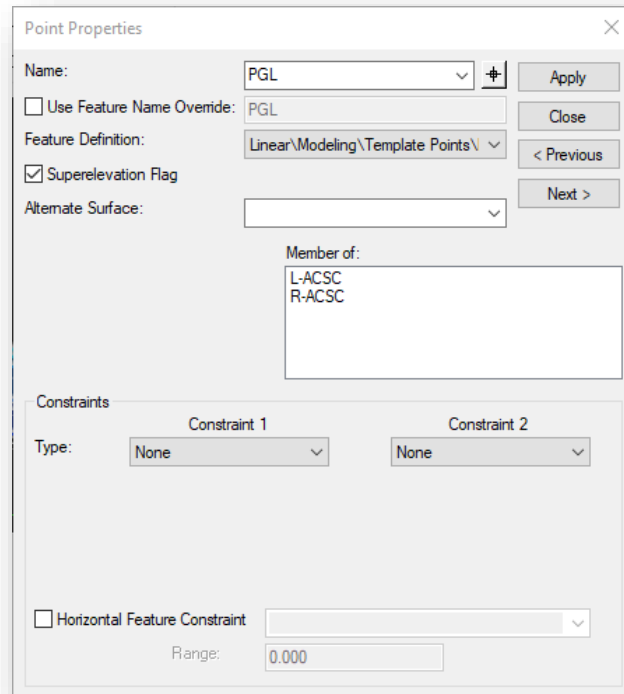 Point Properties
Name:
PGL
Apply
Use Feature Name Override:
PGL
Close
Feature Definition:
Linear\Modeling\Template Points\
< Previous
Superelevation Flag
Next >
Alternate Surface:
Member of:
L-ACSC
R-ACSC
Constraints
Constraint 1
Constraint 2
Type:
None
None
Horizontal Feature Constraint
Range:
0.000